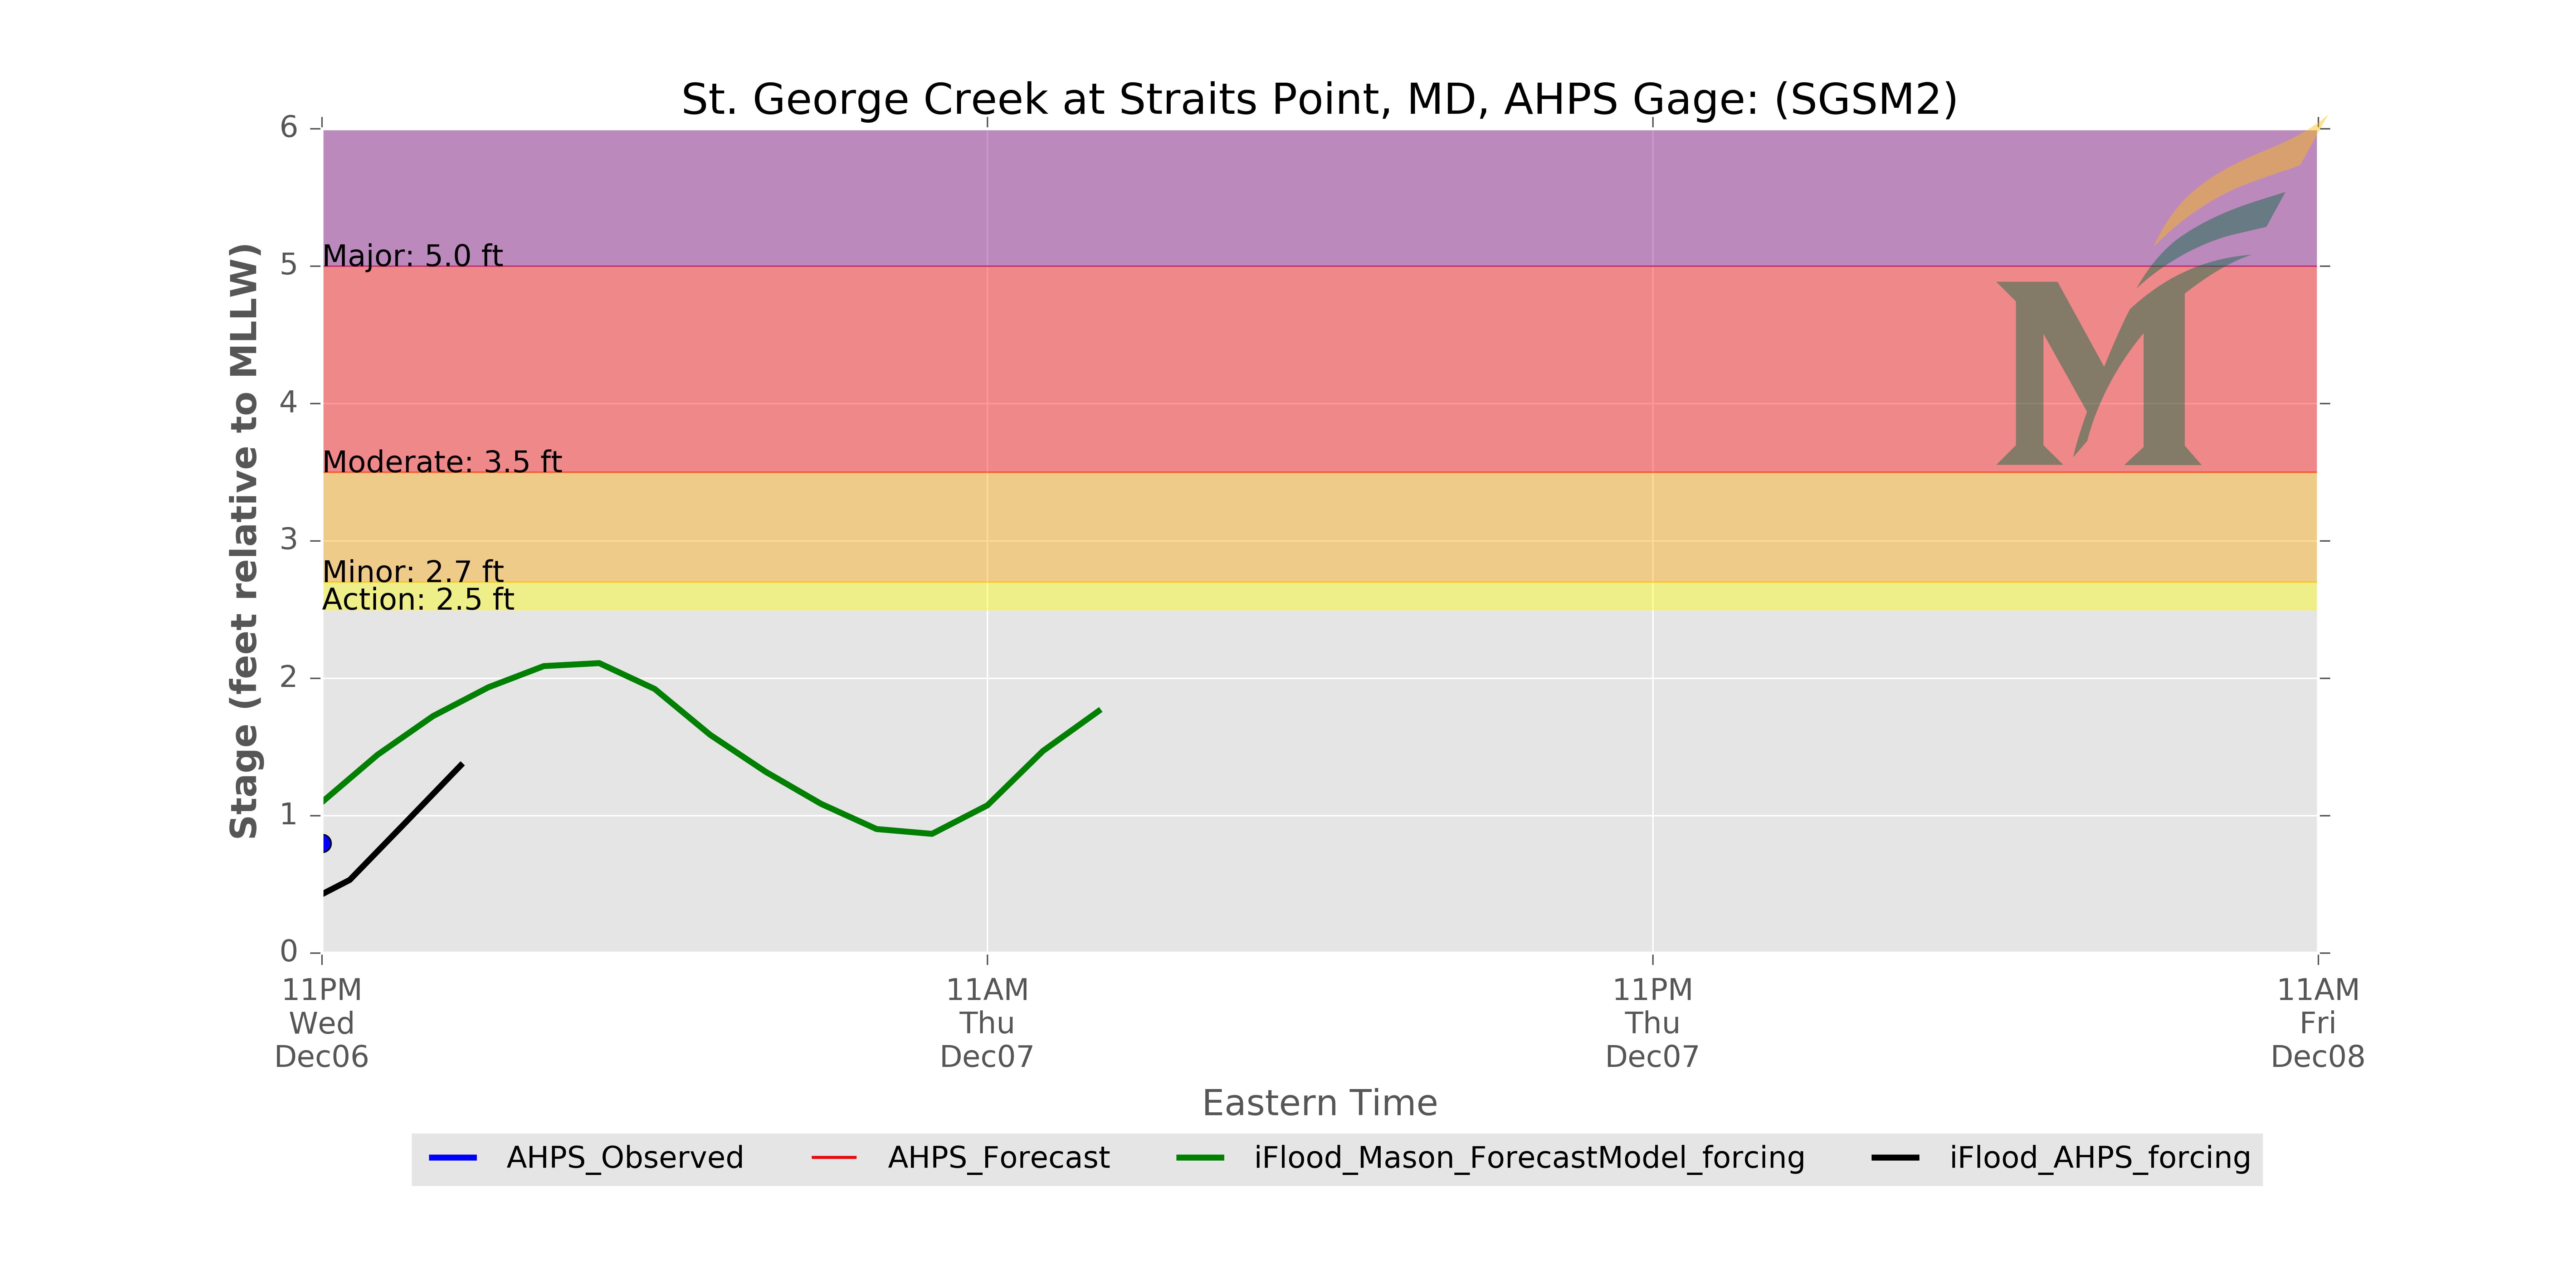 St. George Creek at Straits Point, MD, AHPS Gage: (SGSM2)
Stage (feet relative to MLLW)
6
5
4
3
2
1
0
Major: 5.0 ft
Moderate: 3.5 ft
Minor: 2.7 ft
Action: 2.5 ft
11PM 11AM 11PM 11AM
Wed Thu Thu Fri
Dec06 Dec07 Dec07 Dec08
Eastern Time
AHPS_Observed AHPS_Forecast iFlood_Mason_ForecastModel_forcing iFlood_AHPS_forcing
M